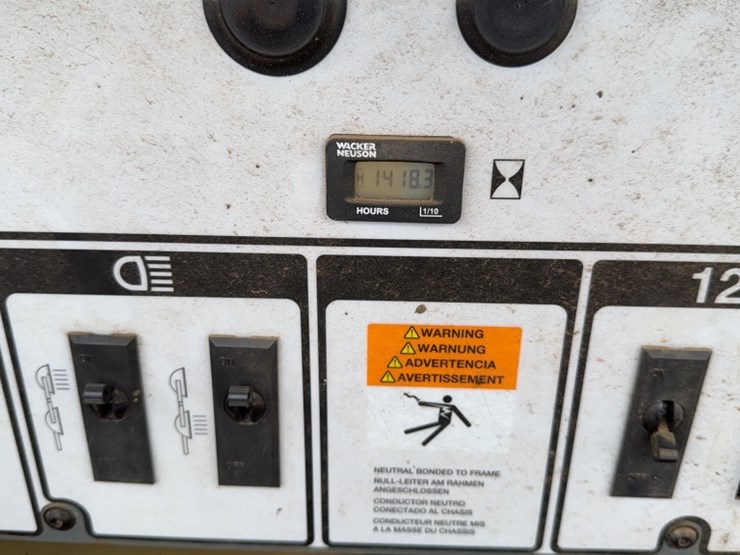 WACKER
NEUSON
H 1418.3
HOURS 1/10
12
WARNING
WARNUNG
ADVERTENCIA
AVERTISSEMENT
NEUTRAL BONDED TO FRAME
NULL-LEITER AM RAHMEN
ANGESCHLOSSEN
CONDUCTOR NEUTRO
CONECTADO AL CHASIS
CONDUCTEUR NEUTRE MIS
A LA MASSE DU CHASSIS